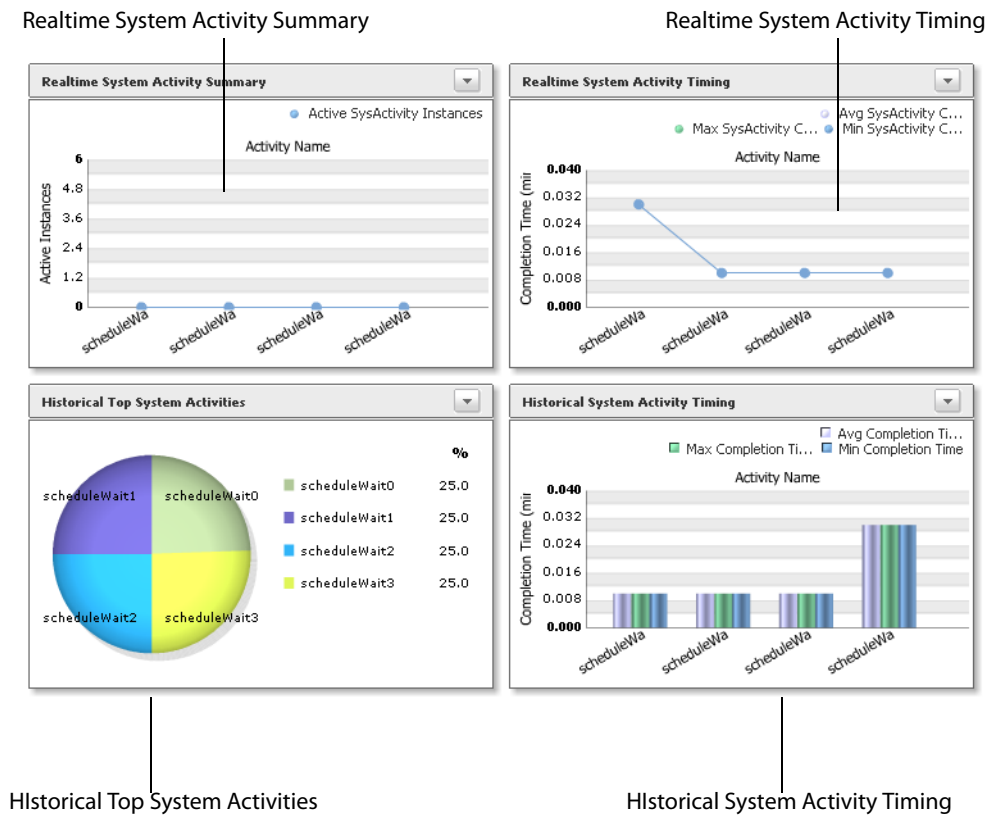 Realtime System Activity Summary
Realtime System Activity Timing
Realtime System Activity Summary
Active SysActivity Instances
Activity Name
Active Instances
6
4.8
3.6
2.4
1.2
0
scheduleWa
scheduleWa
scheduleWa
scheduleWa
Realtime System Activity Timing
Avg SysActivity C...
Max SysActivity C...
Min SysActivity C...
Activity Name
Completion Time (mir
0.040
0.032
0.024
0.016
0.008
0.000
scheduleWa
scheduleWa
scheduleWa
scheduleWa
Historical Top System Activities
%
scheduleWait1
scheduleWait0
scheduleWait2
scheduleWait3
scheduleWait0 25.0
scheduleWait1 25.0
scheduleWait2 25.0
scheduleWait3 25.0
Historical System Activity Timing
Avg Completion Ti...
Max Completion Ti...
Min Completion Time
Activity Name
Completion Time (mir
0.040
0.032
0.024
0.016
0.008
0.000
scheduleWa
scheduleWa
scheduleWa
scheduleWa
HIstorical Top System Activities
HIstorical System Activity Timing